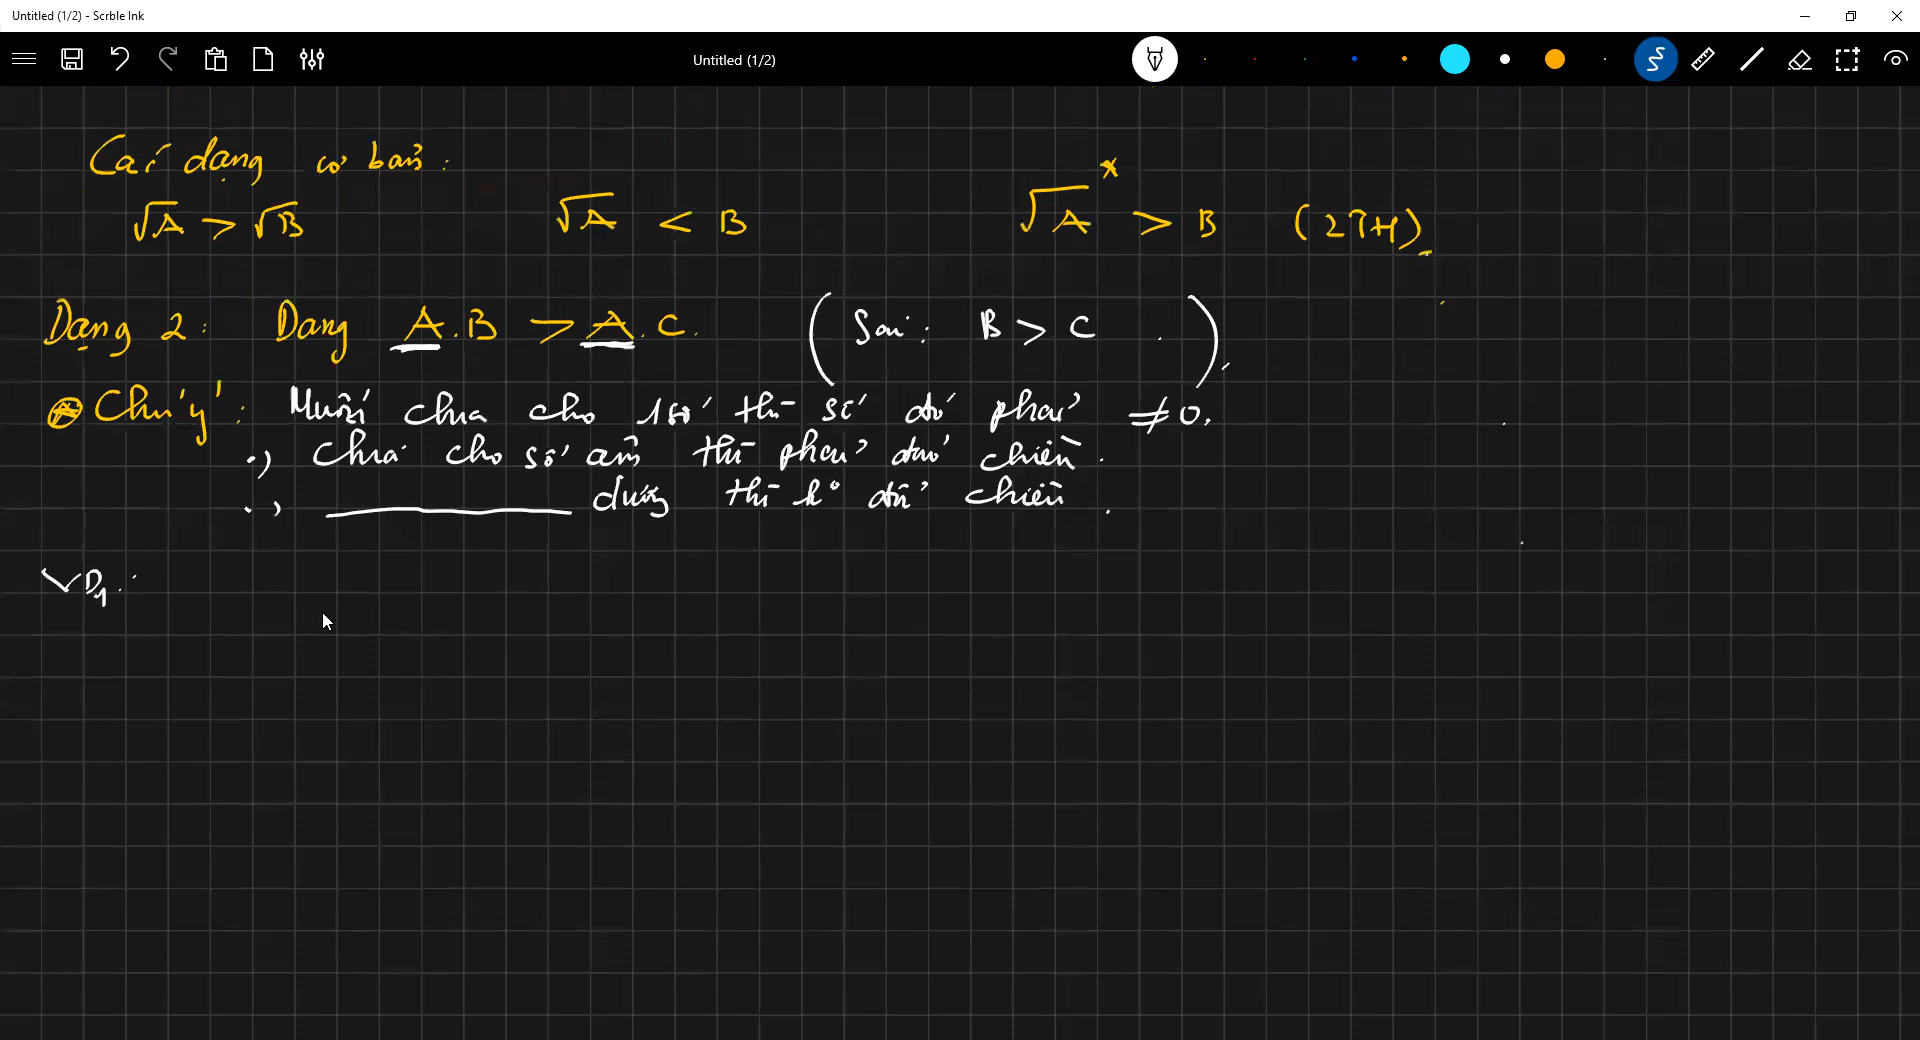 Untitled (1/2) - Scrble Ink
Untitled (1/2)
Các dạng cơ bản:
√A > √B √A < B √A > B (2TH)
Dạng 2: Dạng A.B > A.C. (Sai: B > C)
Chú ý: Muốn chia cho 1 số thì số đó phải ≠ 0.
., Chia cho số âm thì phải đảo chiều.
., ______ dương thì k° đổi chiều.
VD1: